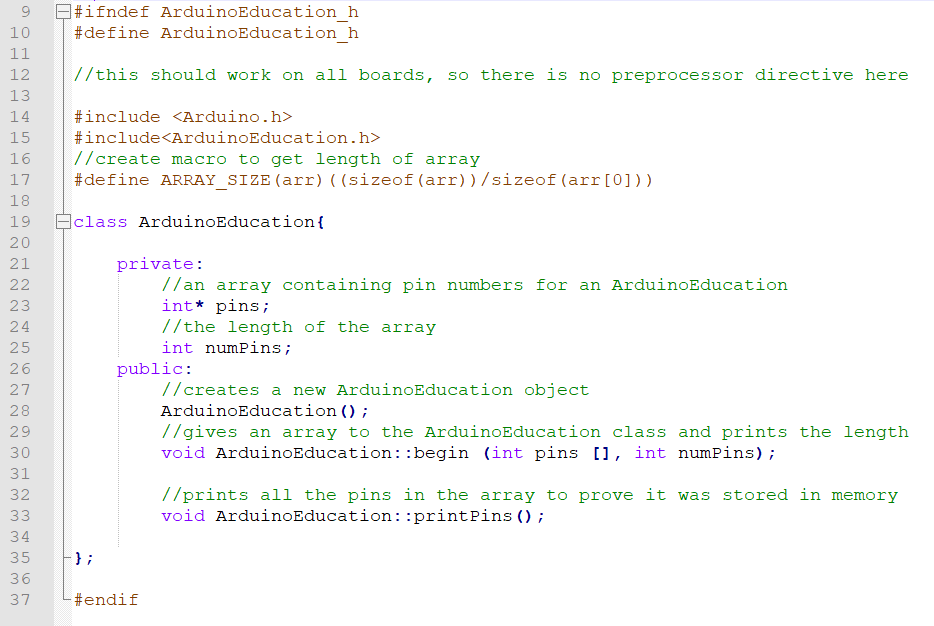 9 #ifndef ArduinoEducation_h
10 #define ArduinoEducation_h
11
12 //this should work on all boards, so there is no preprocessor directive here
13
14 #include <Arduino.h>
15 #include<ArduinoEducation.h>
16 //create macro to get length of array
17 #define ARRAY_SIZE(arr)((sizeof(arr))/sizeof(arr[0]))
18
19 class ArduinoEducation{
20
21     private:
22         //an array containing pin numbers for an ArduinoEducation
23         int* pins;
24         //the length of the array
25         int numPins;
26     public:
27         //creates a new ArduinoEducation object
28         ArduinoEducation();
29         //gives an array to the ArduinoEducation class and prints the length
30         void ArduinoEducation::begin (int pins [], int numPins);
31
32         //prints all the pins in the array to prove it was stored in memory
33         void ArduinoEducation::printPins();
34
35 };
36
37 #endif